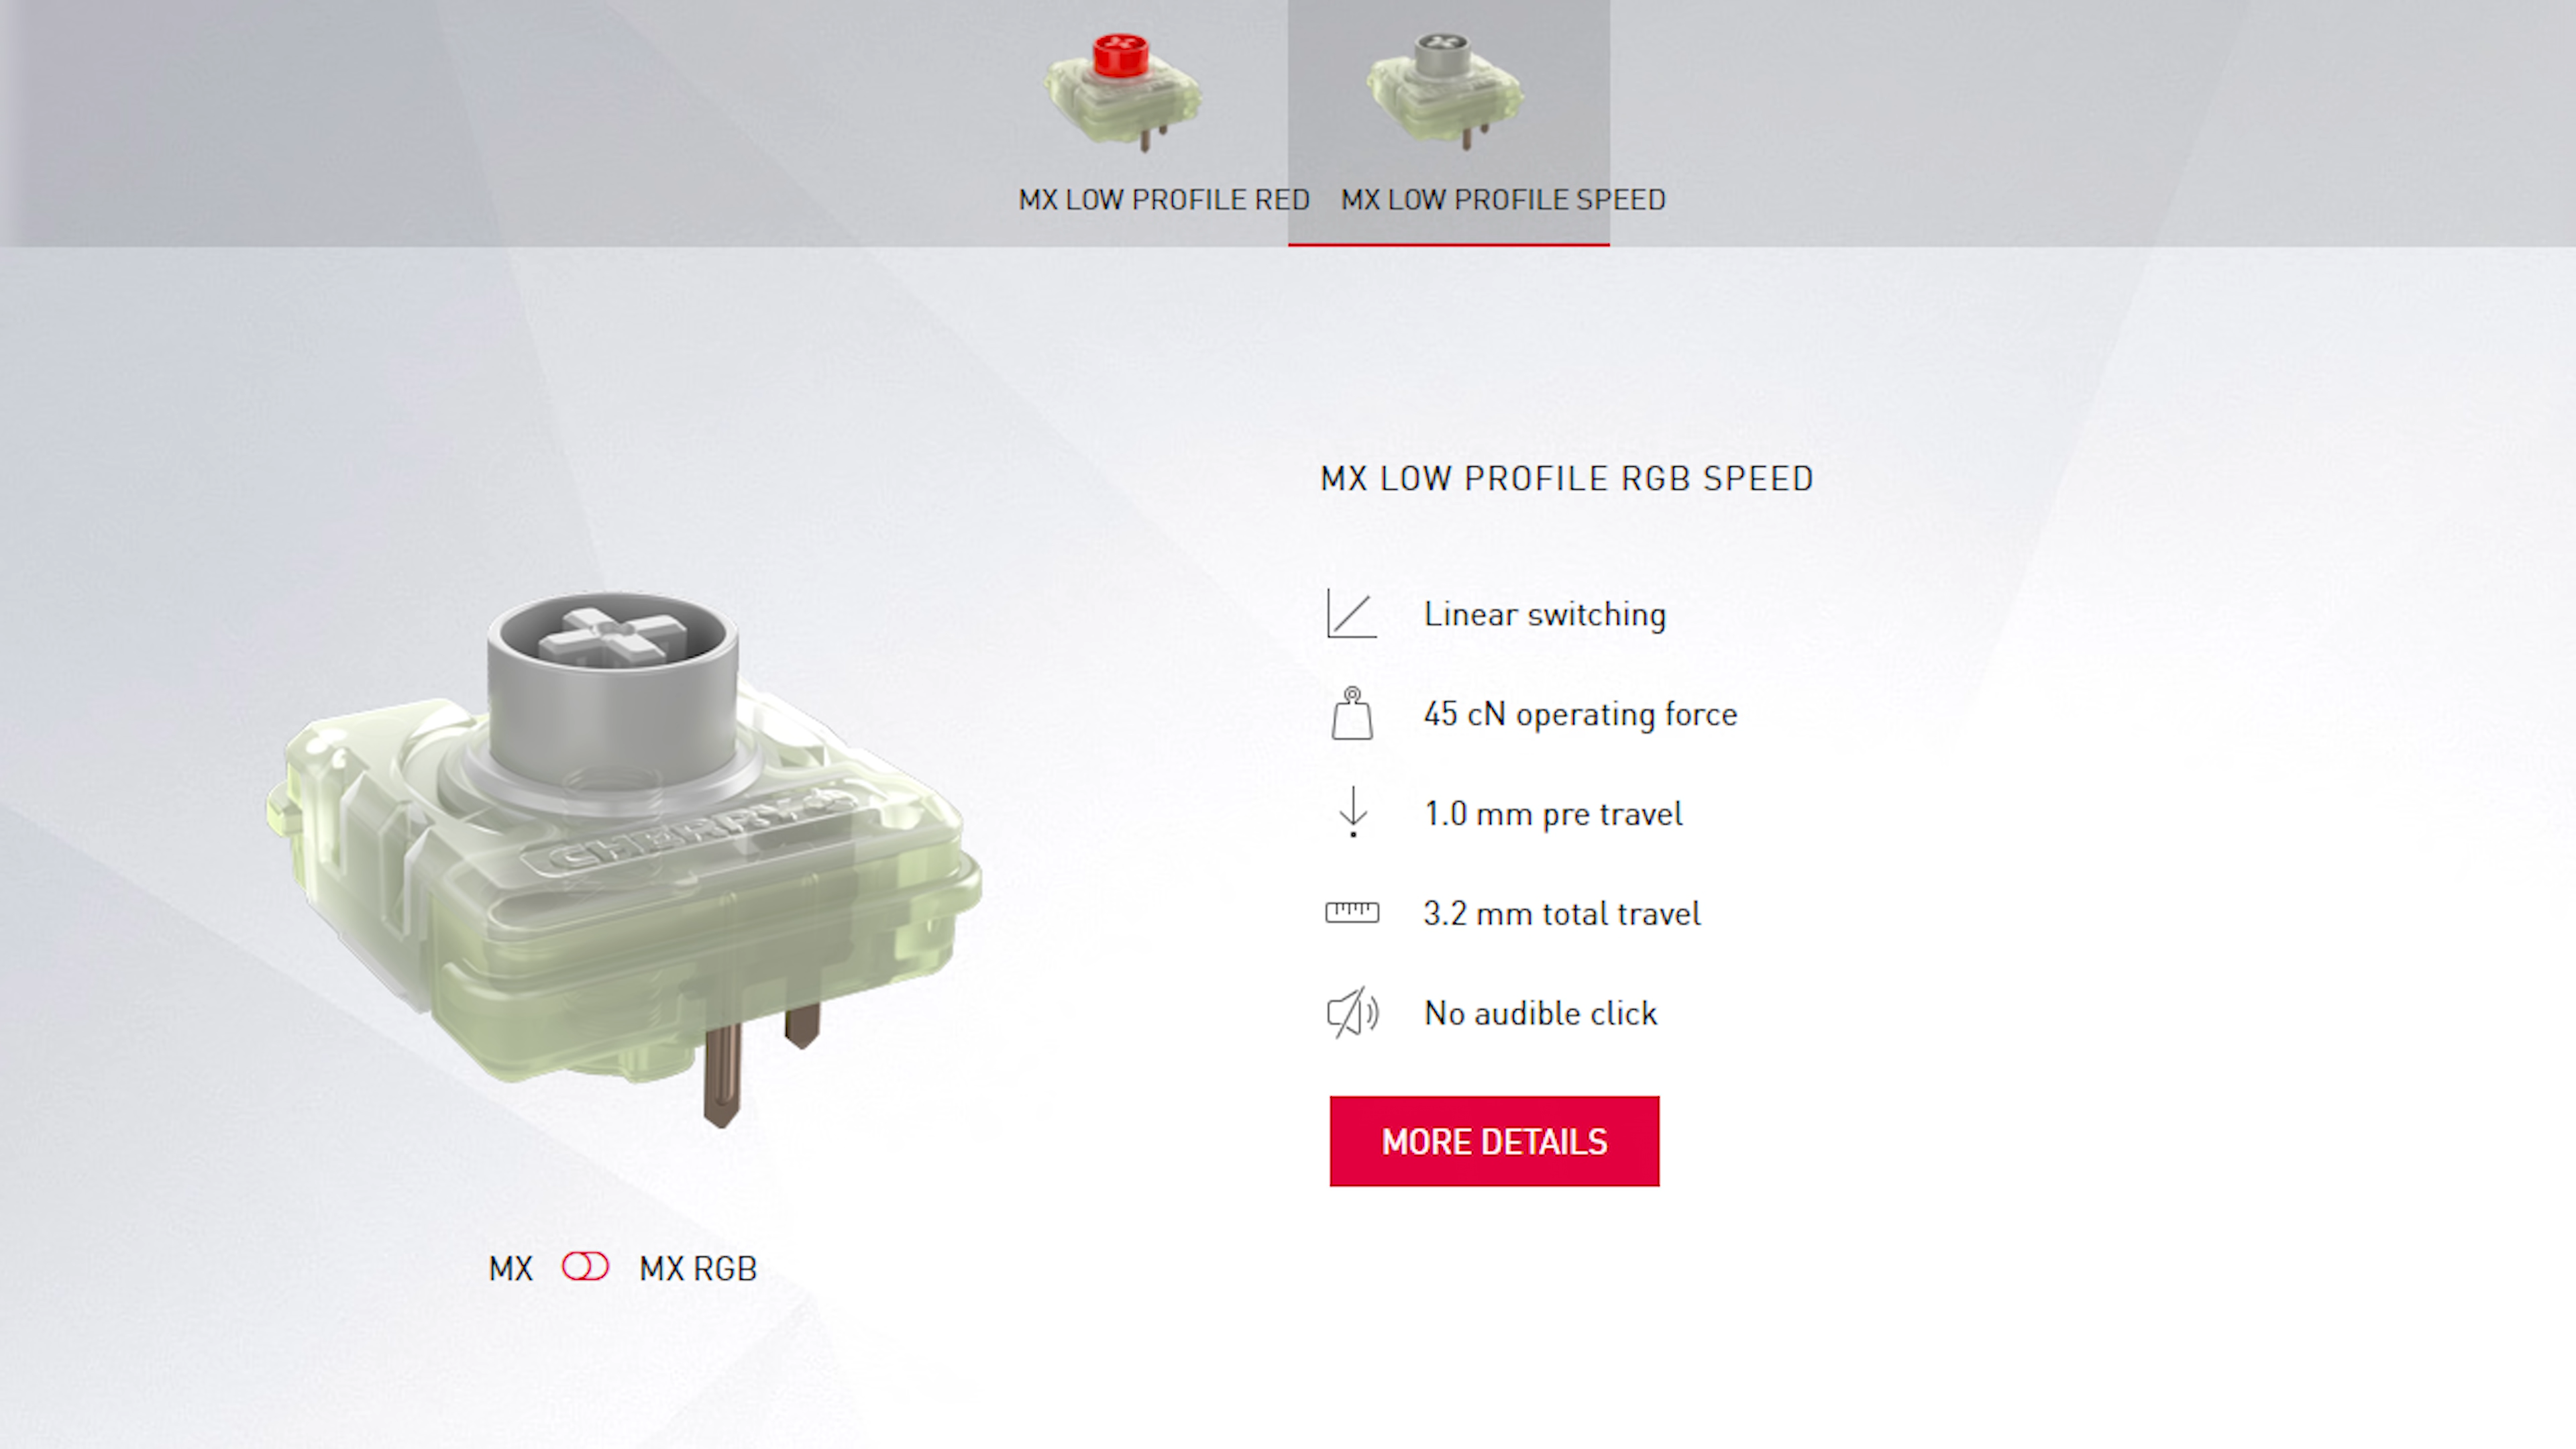 MX LOW PROFILE RED
MX LOW PROFILE SPEED
MX LOW PROFILE RGB SPEED
Linear switching
45 cN operating force
1.0 mm pre travel
3.2 mm total travel
No audible click
MORE DETAILS
CHERRY
MX
MX RGB